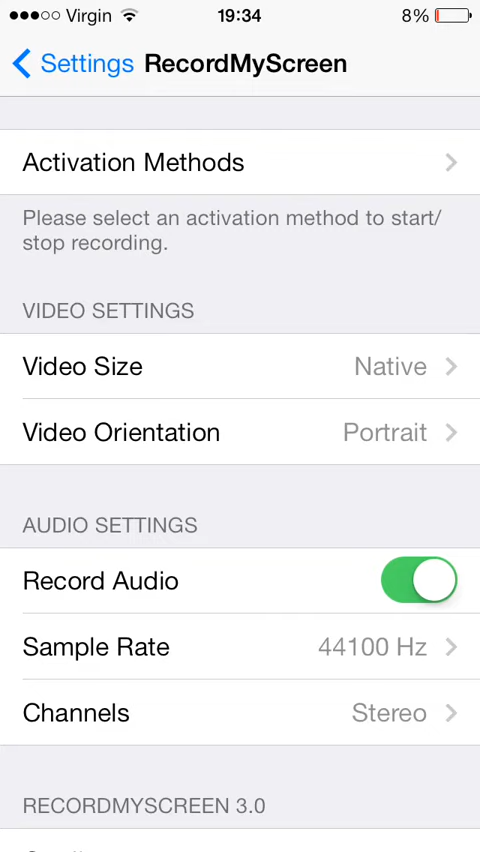 Virgin 19:34 8%
Settings RecordMyScreen
Activation Methods
Please select an activation method to start/
stop recording.
VIDEO SETTINGS
Video Size Native
Video Orientation Portrait
AUDIO SETTINGS
Record Audio
Sample Rate 44100 Hz
Channels Stereo
RECORDMYSCREEN 3.0